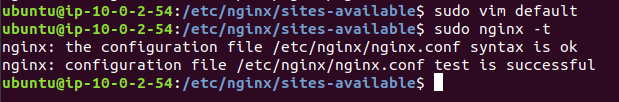 ubuntu@ip-10-0-2-54:/etc/nginx/sites-available$ sudo vim default
ubuntu@ip-10-0-2-54:/etc/nginx/sites-available$ sudo nginx -t
nginx: the configuration file /etc/nginx/nginx.conf syntax is ok
nginx: configuration file /etc/nginx/nginx.conf test is successful
ubuntu@ip-10-0-2-54:/etc/nginx/sites-available$